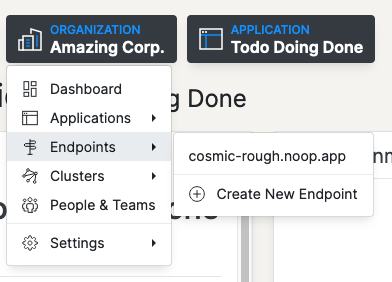 ORGANIZATION
Amazing Corp.
APPLICATION
Todo Doing Done
g Done
Dashboard
Applications
Endpoints
Clusters
People & Teams
Settings
cosmic-rough.noop.app
Create New Endpoint